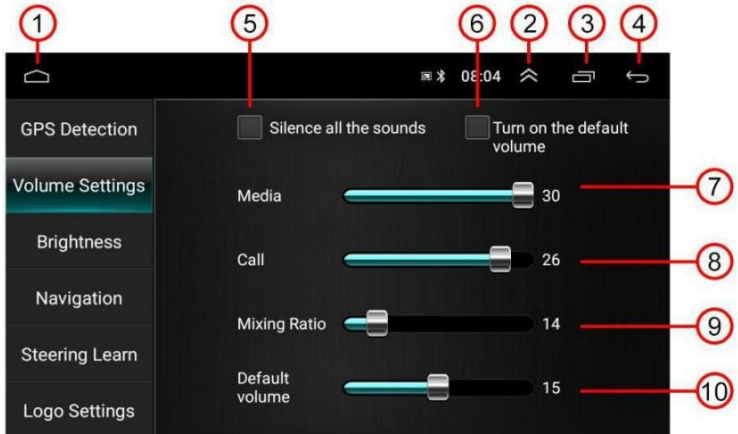 1
5
6
2
3
4
08:04
GPS Detection
Volume Settings
Brightness
Navigation
Steering Learn
Logo Settings
Silence all the sounds
Turn on the default
volume
Media
30
7
Call
26
8
Mixing Ratio
14
9
Default
volume
15
10